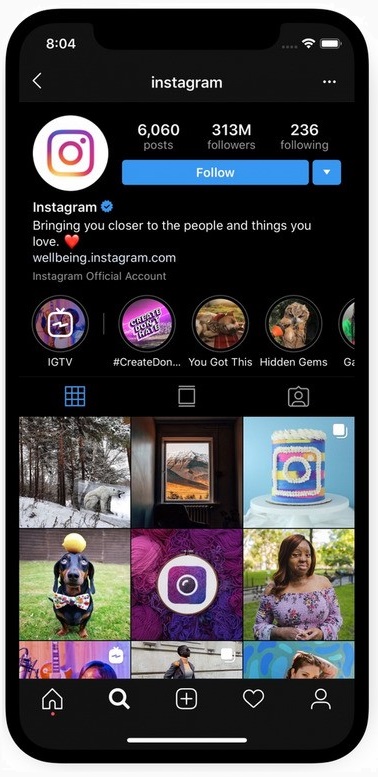 8:04
instagram
6,060 313M 236
posts followers following
Follow
Instagram
Bringing you closer to the people and things you
love. ❤️
wellbeing.instagram.com
Instagram Official Account
CREATE
DON'T
HATE
IGTV #CreateDon... You Got This Hidden Gems Ga